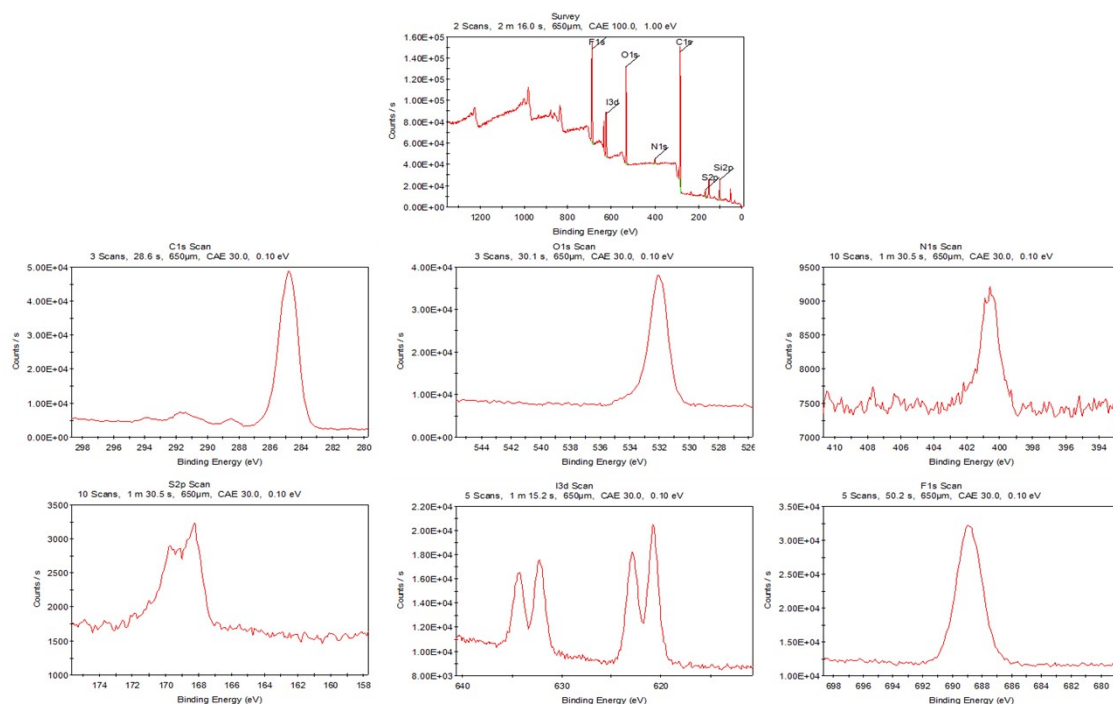 Survey
2 Scans, 2 m 16.0 s, 650µm, CAE 100.0, 1.00 eV
1.60E+05
1.40E+05
1.20E+05
1.00E+05
8.00E+04
6.00E+04
4.00E+04
2.00E+04
0.00E+00
Counts / s
F1s
I3d
O1s
N1s
C1s
S2p
Si2p
1200 1000 800 600 400 200 0
Binding Energy (eV)
C1s Scan
3 Scans, 28.6 s, 650µm, CAE 30.0, 0.10 eV
5.00E+04
4.00E+04
3.00E+04
2.00E+04
1.00E+04
0.00E+00
Counts / s
298 296 294 292 290 288 286 284 282 280
Binding Energy (eV)
O1s Scan
3 Scans, 30.1 s, 650µm, CAE 30.0, 0.10 eV
4.00E+04
3.00E+04
2.00E+04
1.00E+04
0.00E+00
Counts / s
544 542 540 538 536 534 532 530 528 526
Binding Energy (eV)
N1s Scan
10 Scans, 1 m 30.5 s, 650µm, CAE 30.0, 0.10 eV
9500
9000
8500
8000
7500
7000
Counts / s
410 408 406 404 402 400 398 396 394
Binding Energy (eV)
S2p Scan
10 Scans, 1 m 30.5 s, 650µm, CAE 30.0, 0.10 eV
3500
3000
2500
2000
1500
1000
Counts / s
174 172 170 168 166 164 162 160 158
Binding Energy (eV)
I3d Scan
5 Scans, 1 m 15.2 s, 650µm, CAE 30.0, 0.10 eV
2.20E+04
2.00E+04
1.80E+04
1.60E+04
1.40E+04
1.20E+04
1.00E+04
8.00E+03
Counts / s
640 630 620
Binding Energy (eV)
F1s Scan
5 Scans, 50.2 s, 650µm, CAE 30.0, 0.10 eV
3.50E+04
3.00E+04
2.50E+04
2.00E+04
1.50E+04
1.00E+04
Counts / s
698 696 694 692 690 688 686 684 682 680
Binding Energy (eV)